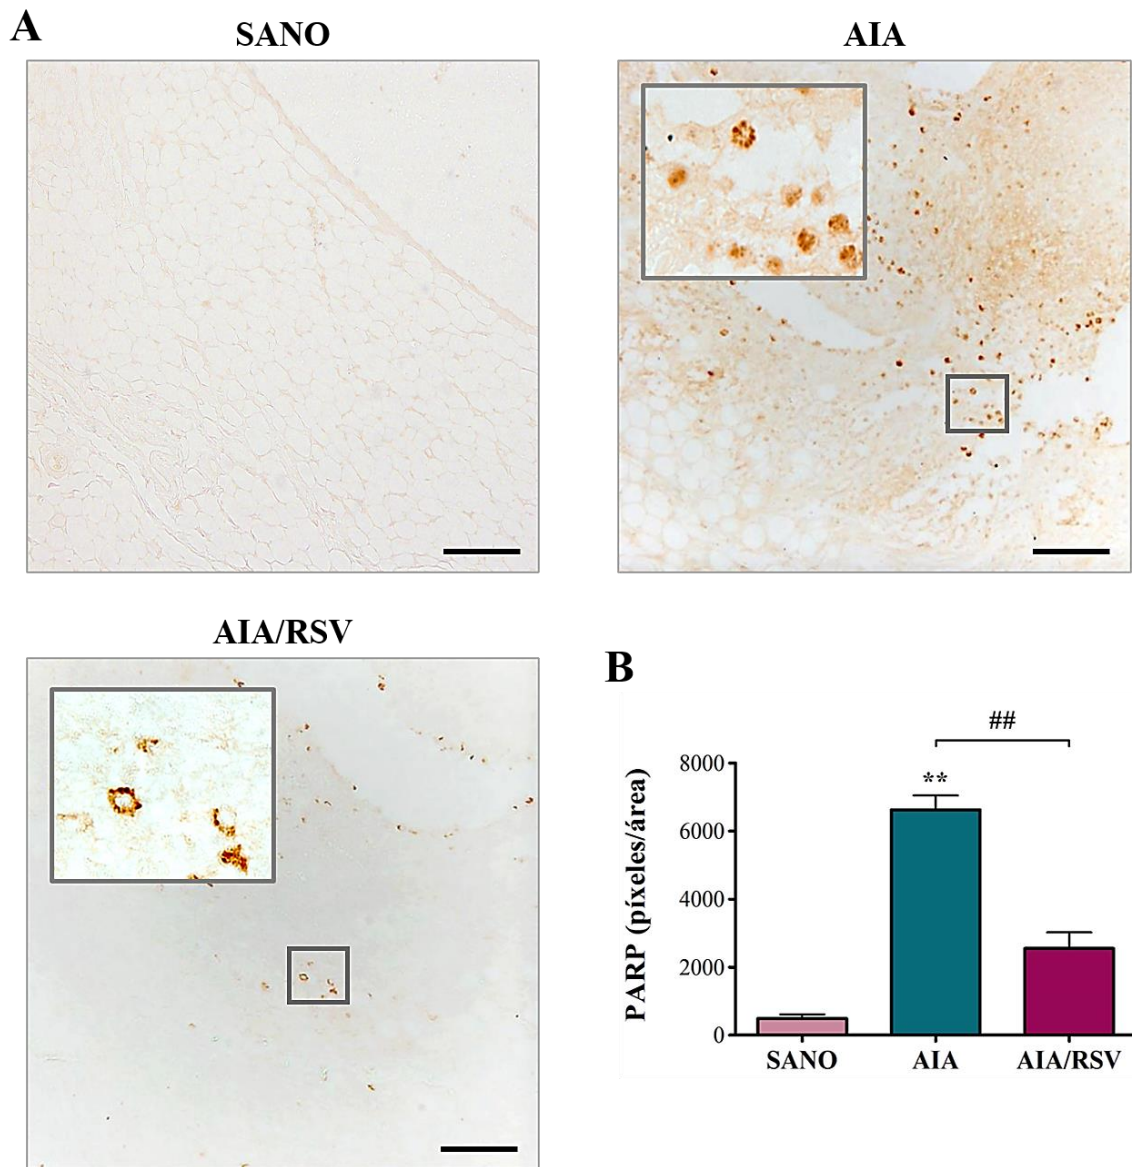 A
SANO
AIA
AIA/RSV
B
##
**
PARP (píxeles/área)
8000
6000
4000
2000
0
SANO
AIA
AIA/RSV